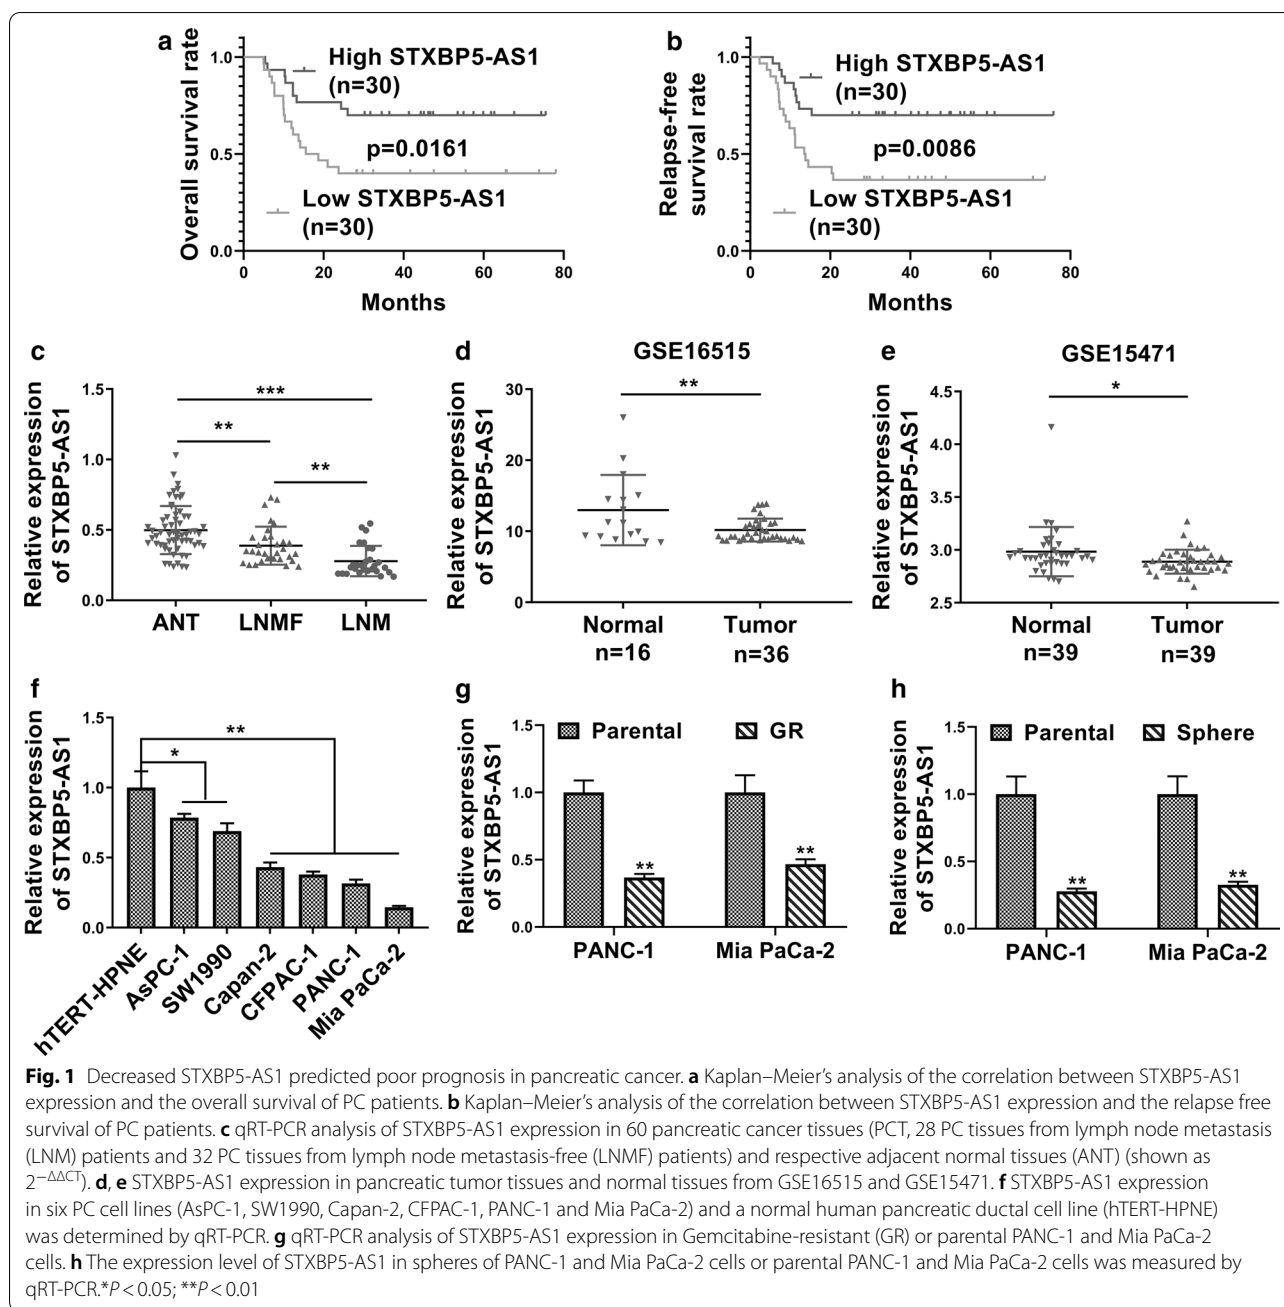 a
Overall survival rate
1.0
0.5
0.0
High STXBP5-AS1
(n=30)
p=0.0161
Low STXBP5-AS1
(n=30)
0 20 40 60 80
Months
b
Relapse-free
survival rate
1.0
0.5
0.0
High STXBP5-AS1
(n=30)
p=0.0086
Low STXBP5-AS1
(n=30)
0 20 40 60 80
Months
c
Relative expression
of STXBP5-AS1
1.5
1.0
0.5
0.0
***
**
**
ANT LNMF LNM
d
GSE16515
Relative expression
of STXBP5-AS1
30
20
10
0
**
Normal Tumor
n=16 n=36
e
GSE15471
Relative expression
of STXBP5-AS1
4.5
4.0
3.5
3.0
2.5
*
Normal Tumor
n=39 n=39
f
Relative expression
of STXBP5-AS1
1.5
1.0
0.5
0.0
**
*
hTERT-HPNE
AsPC-1
SW1990
Capan-2
CFPAC-1
PANC-1
Mia PaCa-2
g
Relative expression
of STXBP5-AS1
1.5
1.0
0.5
0.0
Parental GR
**
**
PANC-1 Mia PaCa-2
h
Relative expression
of STXBP5-AS1
1.5
1.0
0.5
0.0
Parental Sphere
**
**
PANC-1 Mia PaCa-2
Fig. 1 Decreased STXBP5-AS1 predicted poor prognosis in pancreatic cancer. a Kaplan–Meier’s analysis of the correlation between STXBP5-AS1
expression and the overall survival of PC patients. b Kaplan–Meier’s analysis of the correlation between STXBP5-AS1 expression and the relapse free
survival of PC patients. c qRT-PCR analysis of STXBP5-AS1 expression in 60 pancreatic cancer tissues (PCT, 28 PC tissues from lymph node metastasis
(LNM) patients and 32 PC tissues from lymph node metastasis-free (LNMF) patients) and respective adjacent normal tissues (ANT) (shown as
2−ΔΔCT). d, e STXBP5-AS1 expression in pancreatic tumor tissues and normal tissues from GSE16515 and GSE15471. f STXBP5-AS1 expression
in six PC cell lines (AsPC-1, SW1990, Capan-2, CFPAC-1, PANC-1 and Mia PaCa-2) and a normal human pancreatic ductal cell line (hTERT-HPNE)
was determined by qRT-PCR. g qRT-PCR analysis of STXBP5-AS1 expression in Gemcitabine-resistant (GR) or parental PANC-1 and Mia PaCa-2
cells. h The expression level of STXBP5-AS1 in spheres of PANC-1 and Mia PaCa-2 cells or parental PANC-1 and Mia PaCa-2 cells was measured by
qRT-PCR.*P < 0.05; **P < 0.01